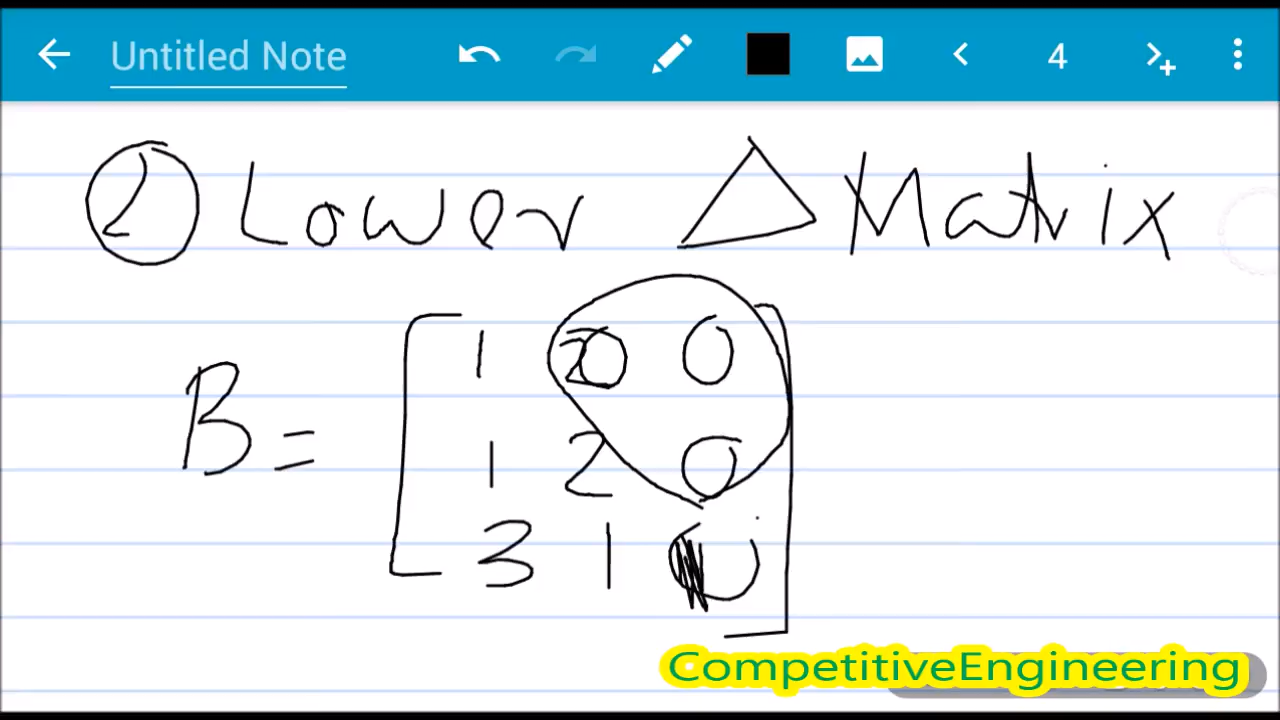 Untitled Note 4
② Lower △ Matrix
1 0 0
B = 1 2 0
3 1
CompetitiveEngineering